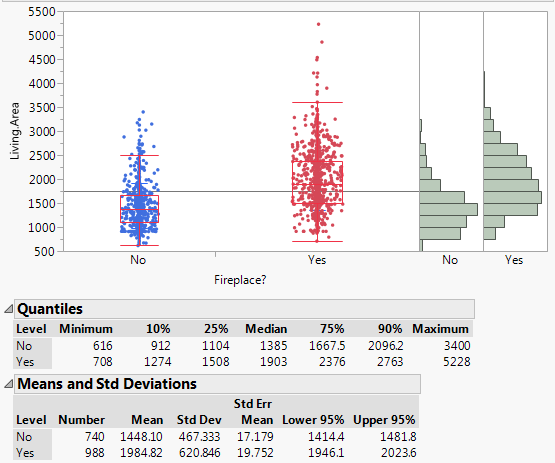 5500
5000
4500
4000
3500
3000
2500
2000
1500
1000
500
Living.Area
No Yes No Yes
Fireplace?
Quantiles
Level Minimum 10% 25% Median 75% 90% Maximum
No 616 912 1104 1385 1667.5 2096.2 3400
Yes 708 1274 1508 1903 2376 2763 5228
Means and Std Deviations
Std Err
Level Number Mean Std Dev Mean Lower 95% Upper 95%
No 740 1448.10 467.333 17.179 1414.4 1481.8
Yes 988 1984.82 620.846 19.752 1946.1 2023.6